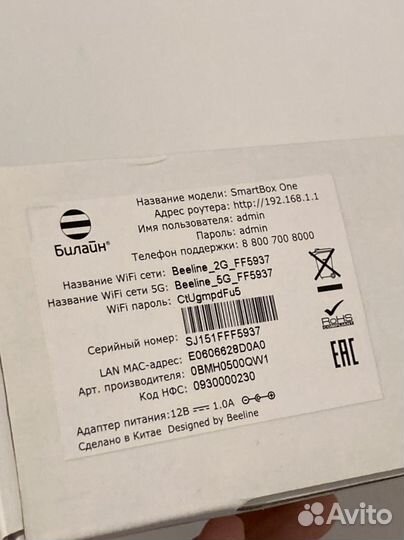 Билайн®
Название модели: SmartBox One
Адрес роутера: http://192.168.1.1
Имя пользователя: admin
Пароль: admin
Телефон поддержки: 8 800 700 8000
Название WiFi сети: Beeline_2G_FF5937
Название WiFi сети 5G: Beeline_5G_FF5937
WiFi пароль: CtUgmpdFu5
Серийный номер: SJ151FFF5937
LAN MAC-адрес: E0606628D0A0
Арт. производителя: 0BMH0500QW1
Код НФС: 0930000230
Адаптер питания: 12В 1.0А
Сделано в Китае Designed by Beeline
RoHS
EAC
Avito